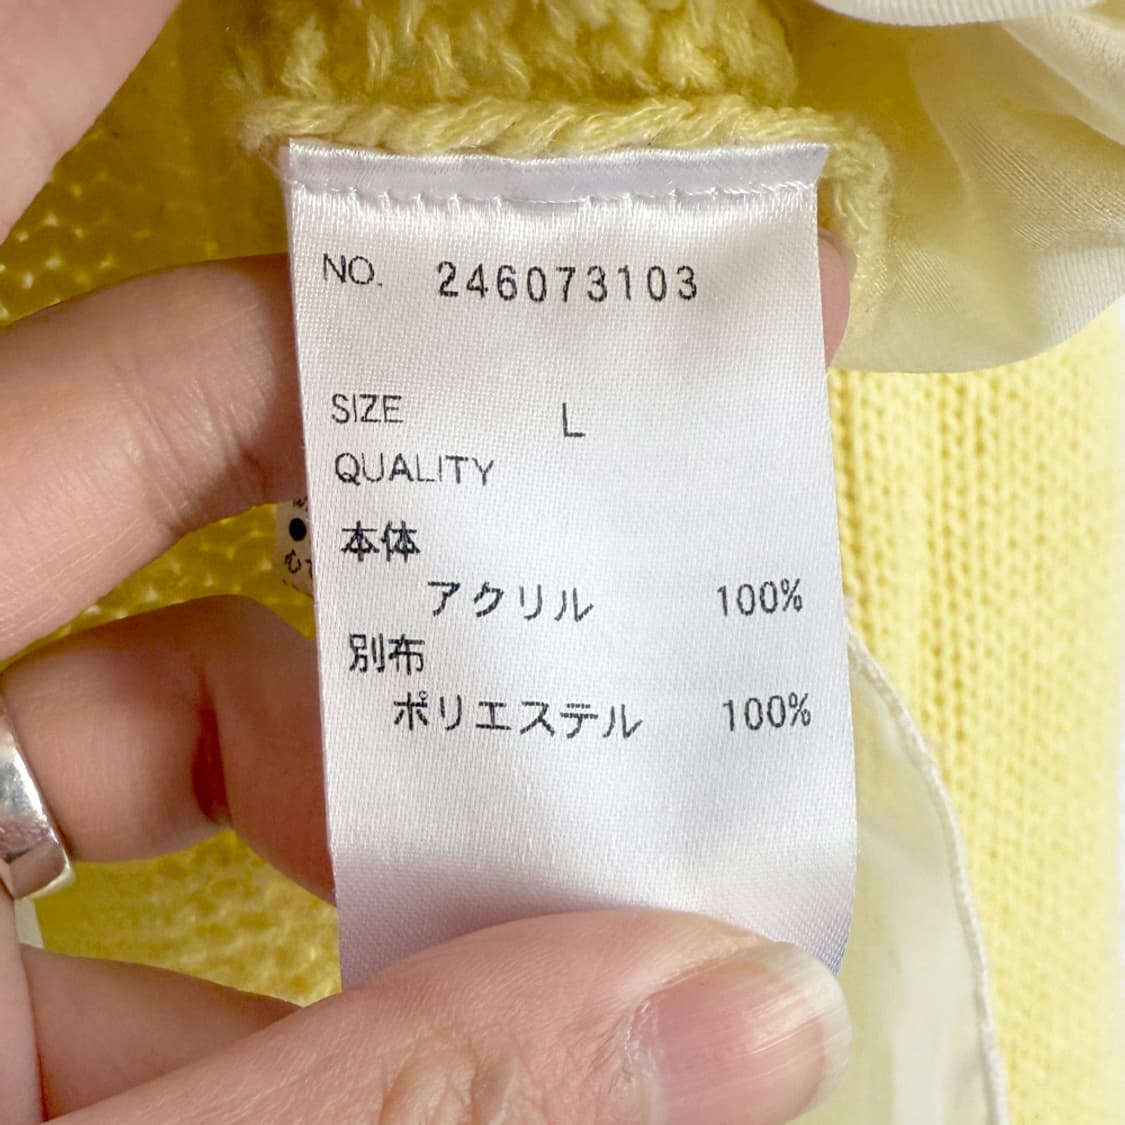 NO. 246073103
SIZE L
QUALITY
本体
アクリル 100%
別布
ポリエステル 100%